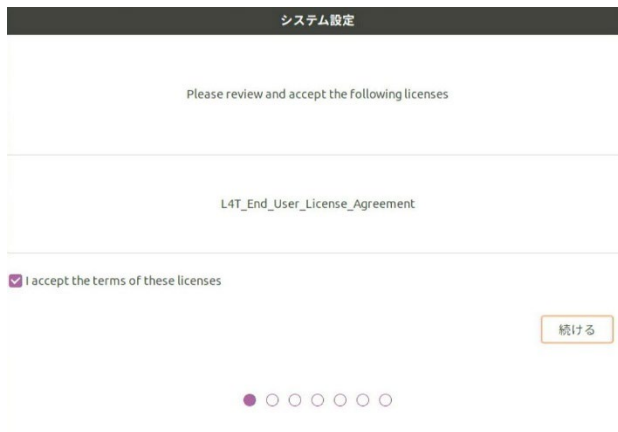 システム設定
Please review and accept the following licenses
L4T_End_User_License_Agreement
I accept the terms of these licenses
続ける